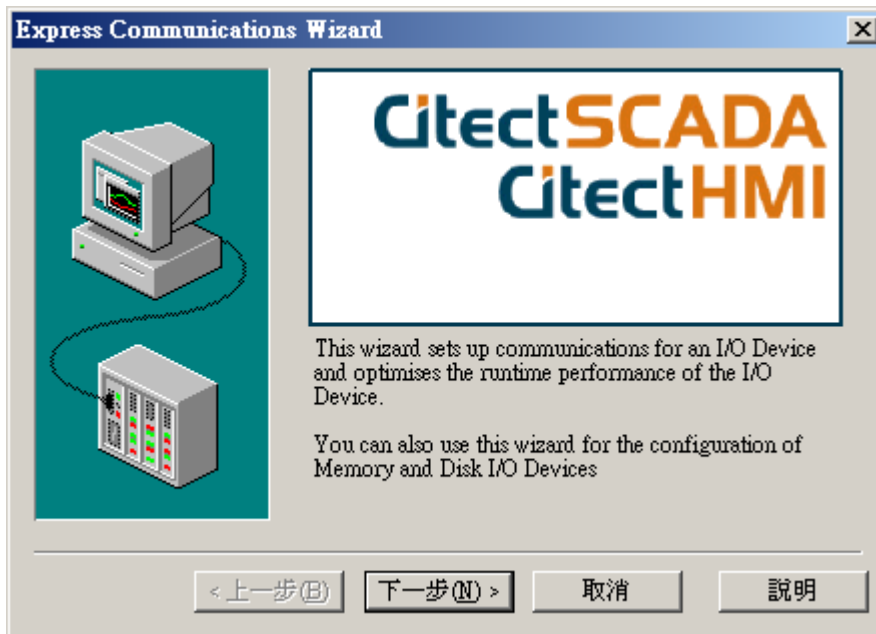 Express Communications Wizard
CitectSCADA
CitectHMI
This wizard sets up communications for an I/O Device
and optimises the runtime performance of the I/O
Device.
You can also use this wizard for the configuration of
Memory and Disk I/O Devices
<上一步(B) 下一步(N) > 取消 說明